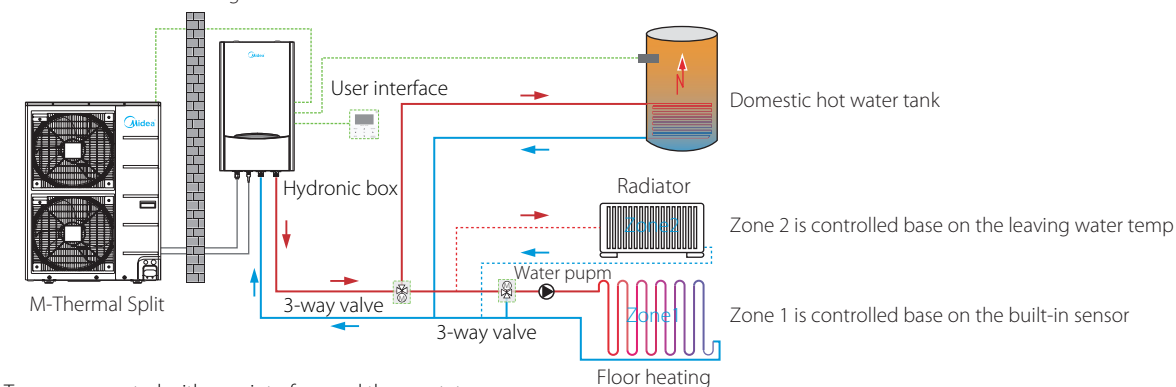 Midea
Midea
User interface
Domestic hot water tank
Hydronic box
Radiator
Zone2
Zone 2 is controlled base on the leaving water temp
Water pupm
M-Thermal Split
3-way valve
3-way valve
Zone1
Zone 1 is controlled base on the built-in sensor
Floor heating